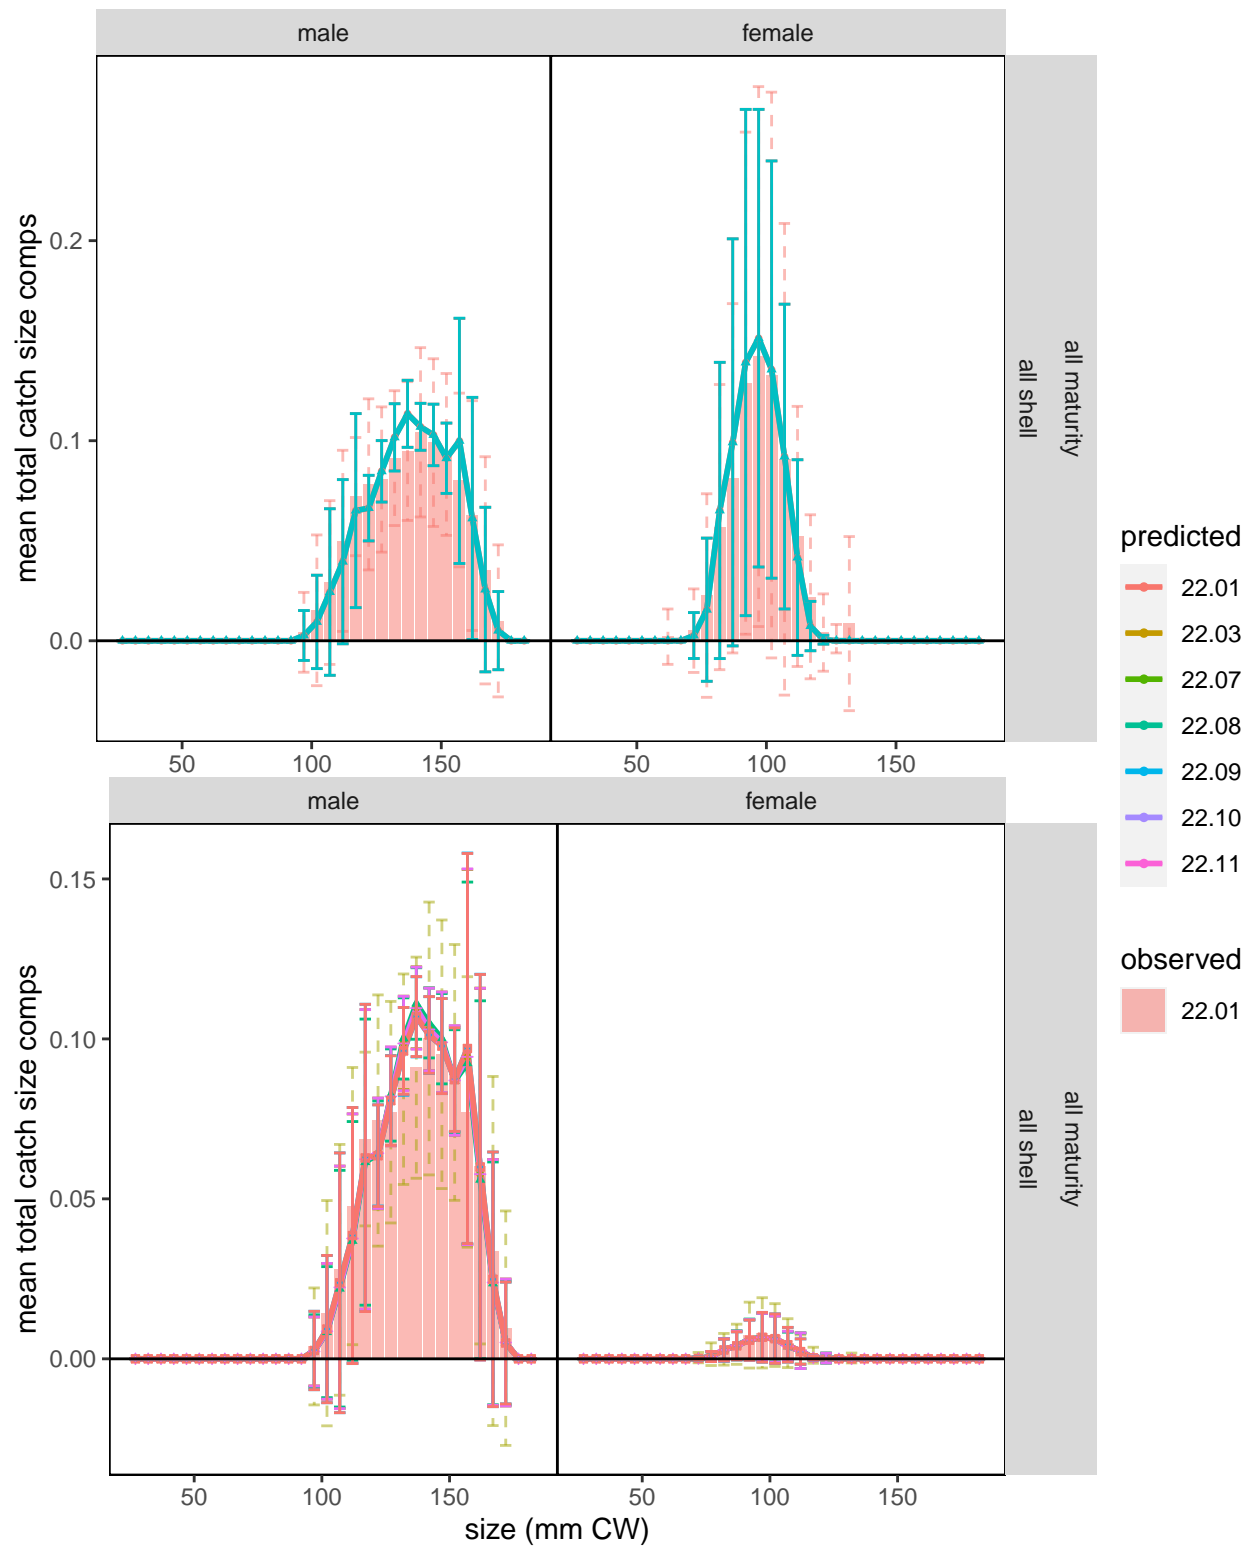 male female
mean total catch size comps
0.2
0.1
0.0
all maturity
all shell
50 100 150 50 100 150
male female
mean total catch size comps
0.15
0.10
0.05
0.00
all maturity
all shell
50 100 150 50 100 150
size (mm CW)
predicted
22.01
22.03
22.07
22.08
22.09
22.10
22.11
observed
22.01